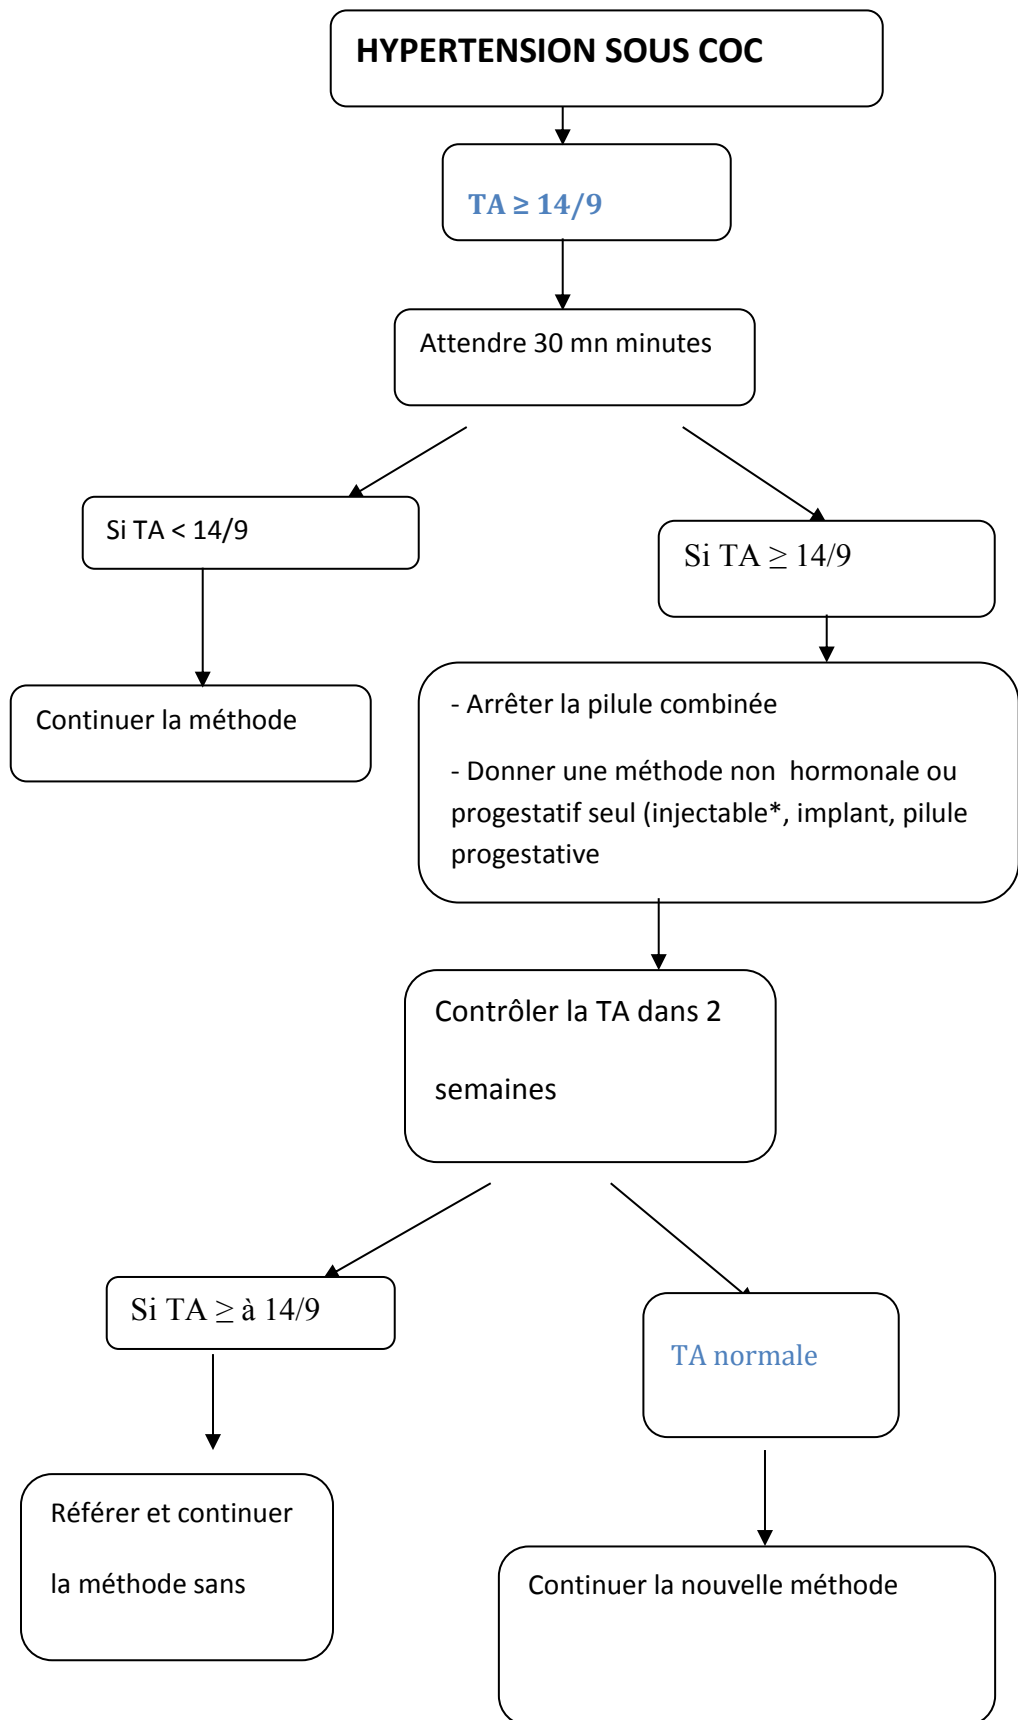 HYPERTENSION SOUS COC
TA ≥ 14/9
Attendre 30 mn minutes
Si TA < 14/9
Si TA ≥ 14/9
Continuer la méthode
- Arrêter la pilule combinée
- Donner une méthode non hormonale ou
progestatif seul (injectable*, implant, pilule
progestative
Contrôler la TA dans 2
semaines
Si TA ≥ à 14/9
TA normale
Référer et continuer
la méthode sans
Continuer la nouvelle méthode